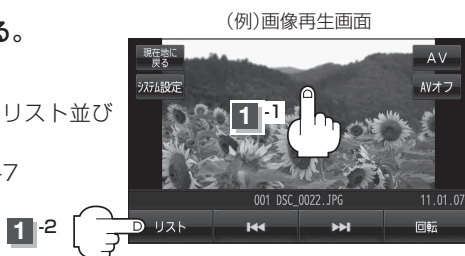 (例)画像再生画面
る。
現在地に
戻る
AV
システム設定
AVオフ
リスト並び
1-1
-7
001 DSC_0022.JPG 11.01.07
1-2
リスト
回転